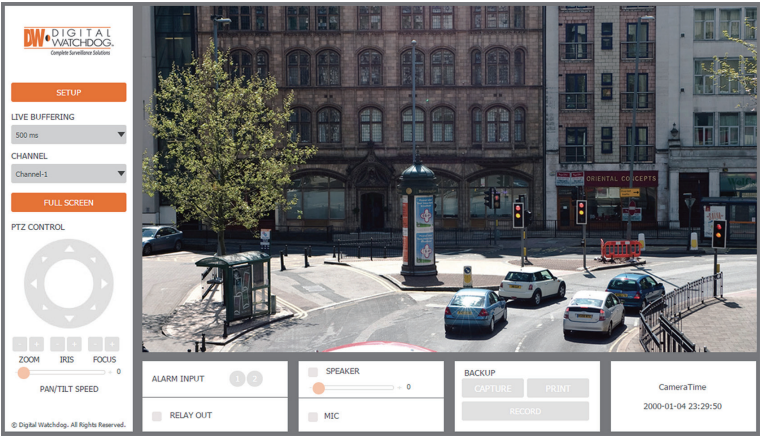 DW DIGITAL
WATCHDOG.
Complete Surveillance Solutions
SETUP
LIVE BUFFERING
500 ms
CHANNEL
Channel-1
FULL SCREEN
PTZ CONTROL
- + - + - +
ZOOM IRIS FOCUS
- + 0
PAN/TILT SPEED
© Digital Watchdog. All Rights Reserved.
ORIENTAL CONCEPTS
ALARM INPUT 1 2
RELAY OUT
SPEAKER
- + 0
MIC
BACKUP
CAPTURE PRINT
RECORD
CameraTime
2000-01-04 23:29:50